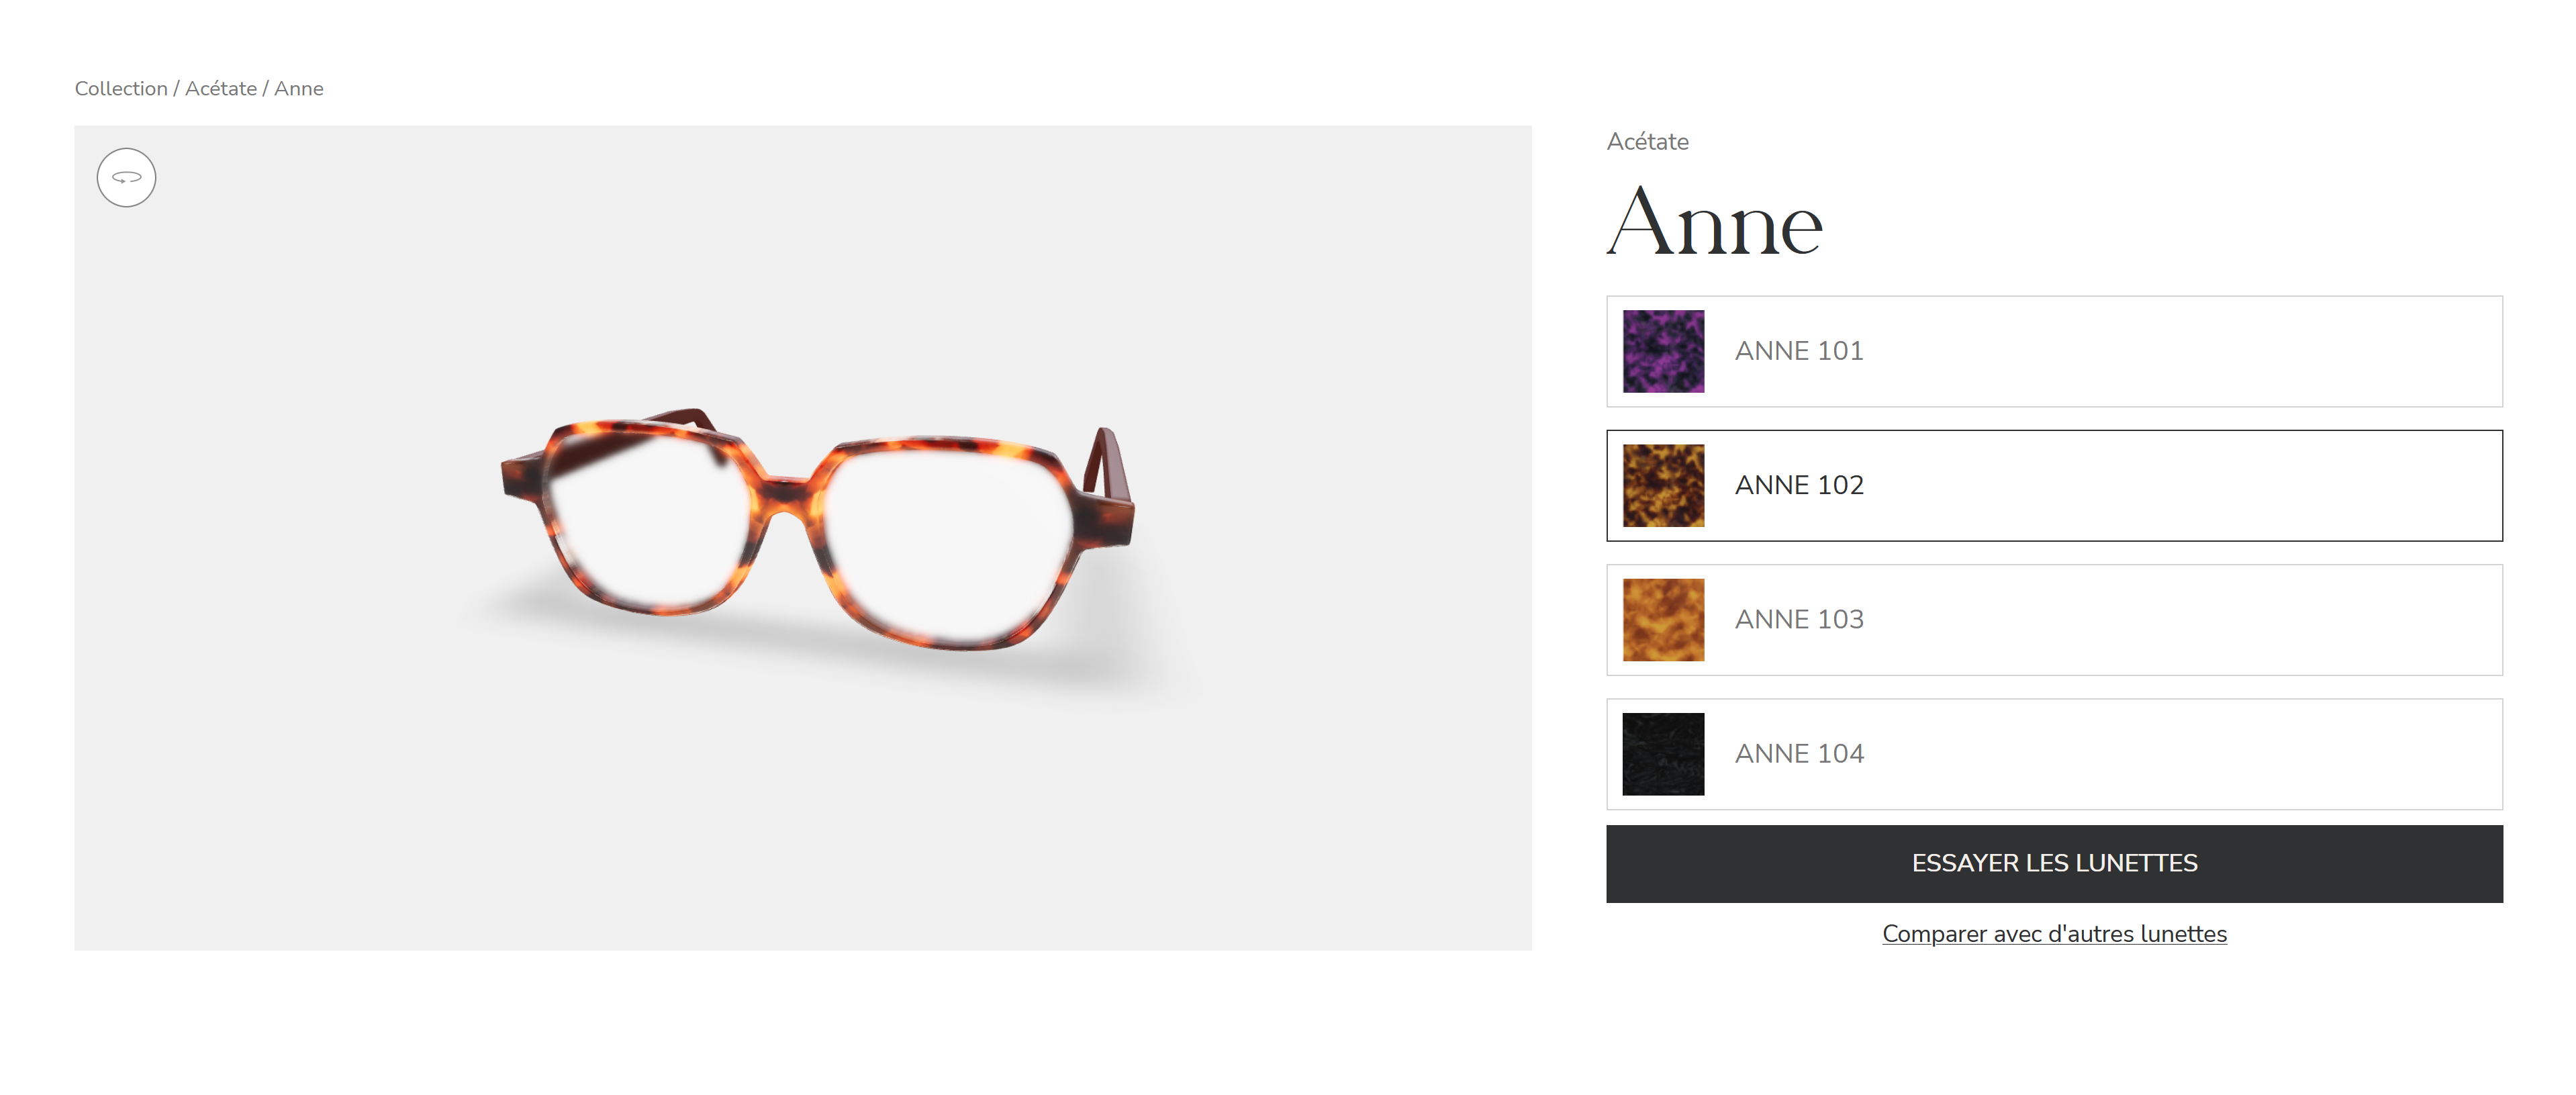 Collection / Acétate / Anne
Acétate
Anne
ANNE 101
ANNE 102
ANNE 103
ANNE 104
ESSAYER LES LUNETTES
Comparer avec d'autres lunettes